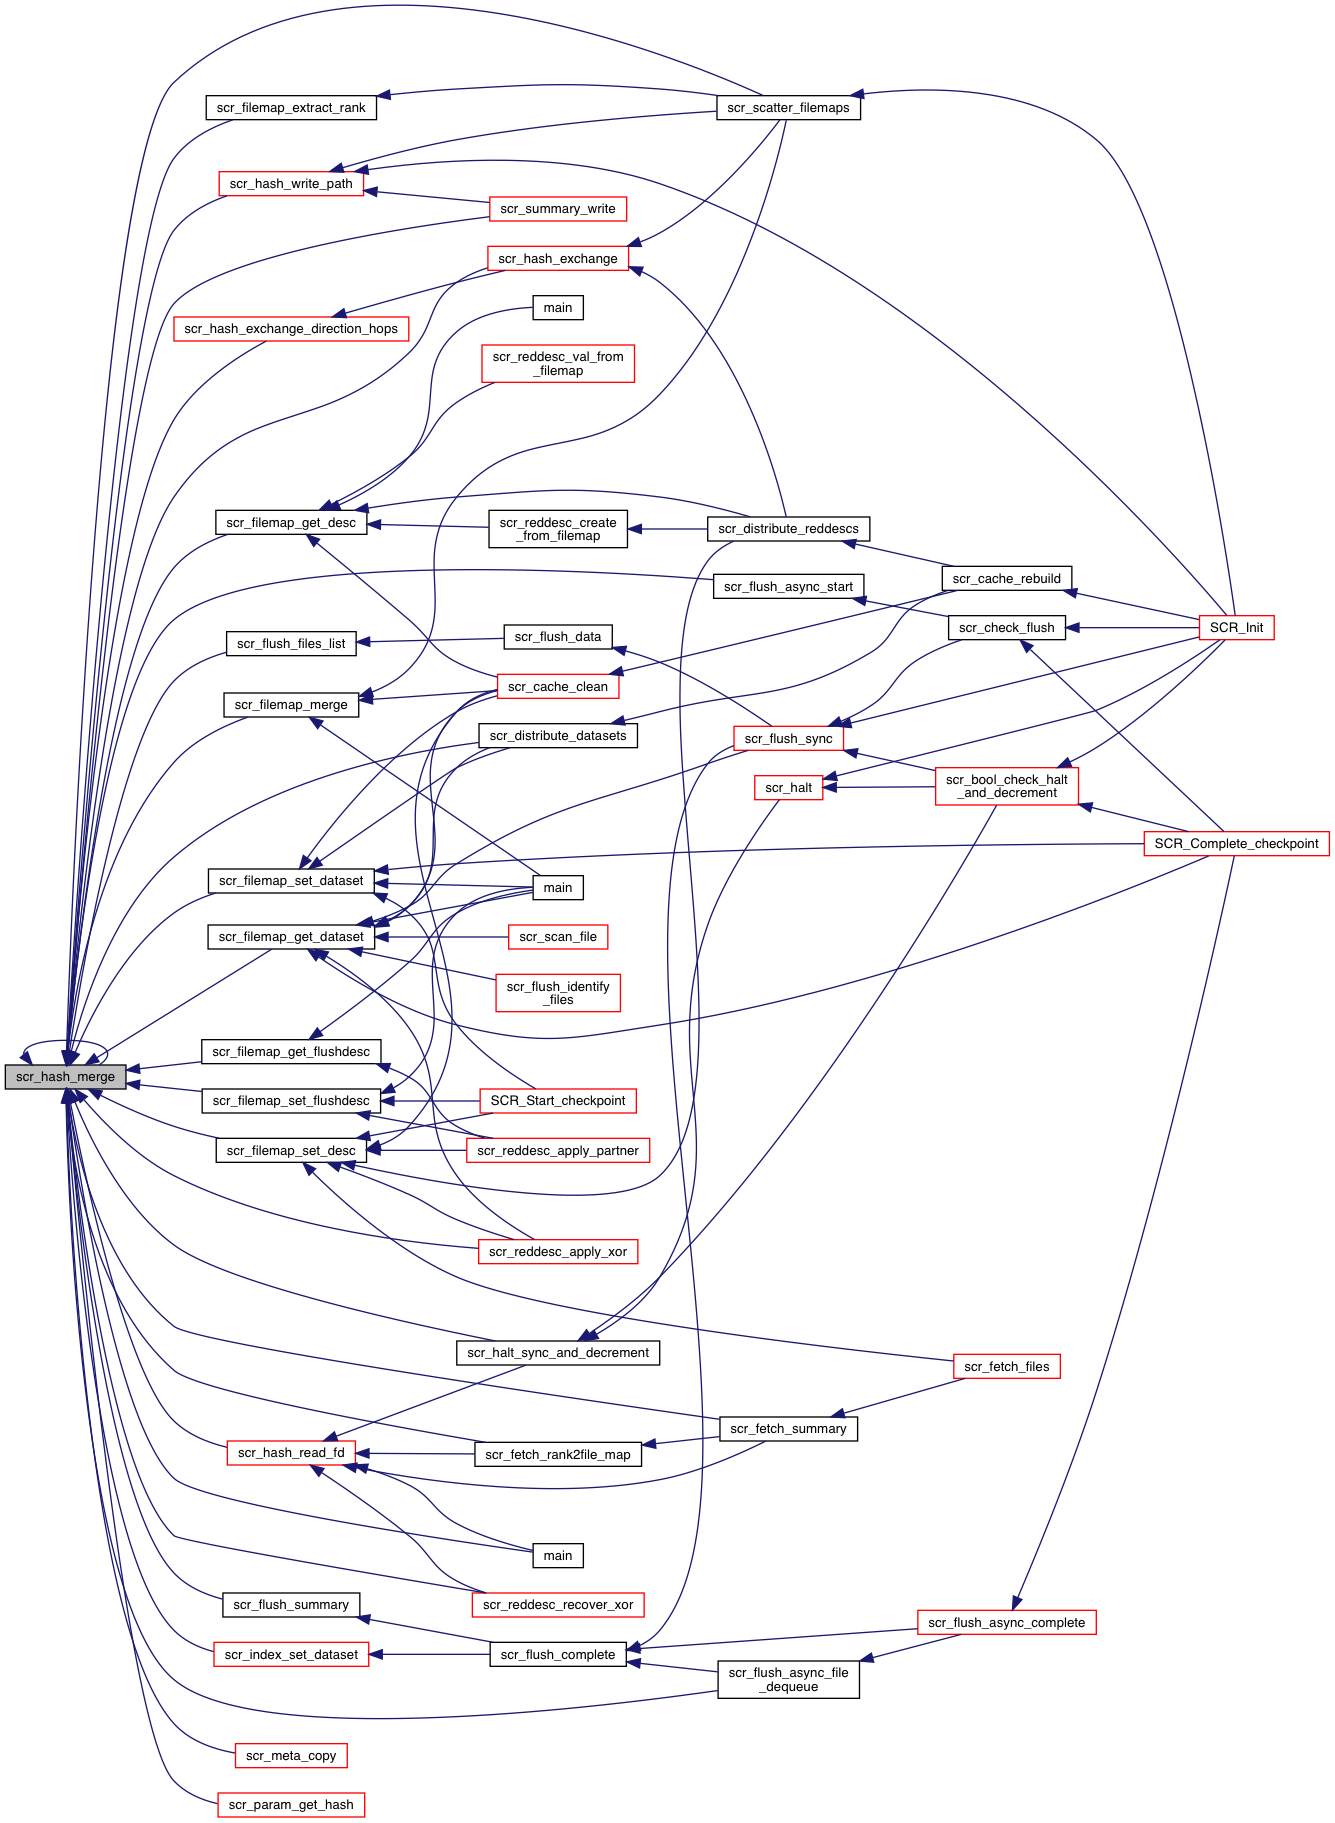 scr_filemap_extract_rank
scr_scatter_filemaps
scr_hash_write_path
scr_summary_write
scr_hash_exchange
main
scr_hash_exchange_direction_hops
scr_reddesc_val_from
_filemap
scr_filemap_get_desc
scr_reddesc_create
_from_filemap
scr_distribute_reddescs
scr_cache_rebuild
scr_flush_async_start
scr_check_flush
SCR_Init
scr_flush_files_list
scr_flush_data
scr_cache_clean
scr_filemap_merge
scr_distribute_datasets
scr_flush_sync
scr_halt
scr_bool_check_halt
_and_decrement
SCR_Complete_checkpoint
scr_filemap_set_dataset
main
scr_filemap_get_dataset
scr_scan_file
scr_flush_identify
_files
scr_filemap_get_flushdesc
scr_hash_merge
scr_filemap_set_flushdesc
SCR_Start_checkpoint
scr_filemap_set_desc
scr_reddesc_apply_partner
scr_reddesc_apply_xor
scr_halt_sync_and_decrement
scr_fetch_files
scr_fetch_summary
scr_hash_read_fd
scr_fetch_rank2file_map
main
scr_flush_summary
scr_reddesc_recover_xor
scr_flush_async_complete
scr_index_set_dataset
scr_flush_complete
scr_flush_async_file
_dequeue
scr_meta_copy
scr_param_get_hash